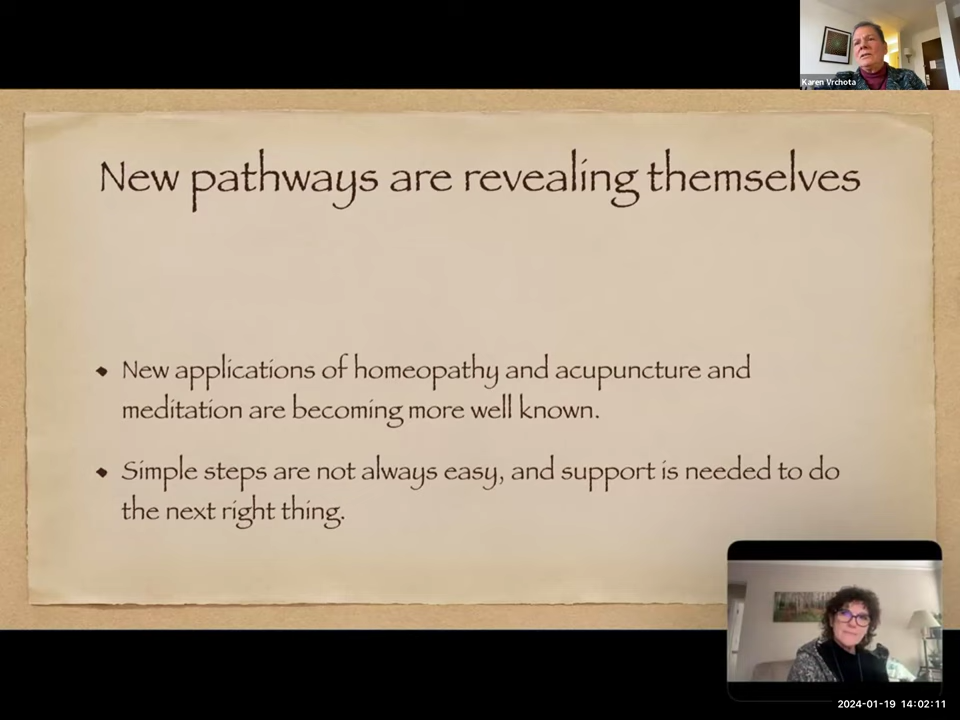 Karen Vrchota
New pathways are revealing themselves
New applications of homeopathy and acupuncture and
meditation are becoming more well known.
Simple steps are not always easy, and support is needed to do
the next right thing.
2024-01-19 14:02:11